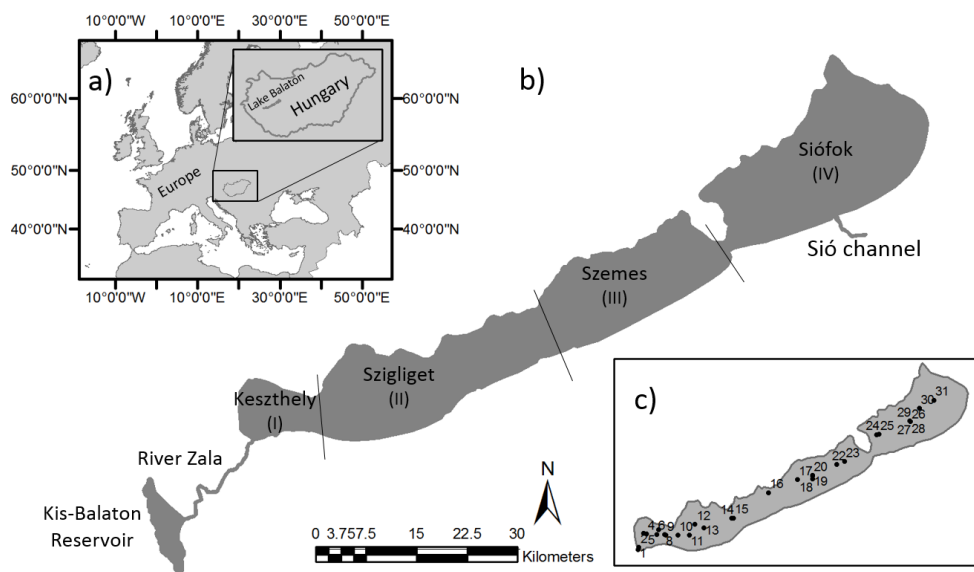 10°0'0"W 10°0'0"E 30°0'0"E 50°0'0"E
a)
Lake Balaton
Hungary
Europe
60°0'0"N 60°0'0"N
50°0'0"N 50°0'0"N
40°0'0"N 40°0'0"N
10°0'0"W 10°0'0"E 30°0'0"E 50°0'0"E
b)
Siófok
(IV)
Sió channel
Szemes
(III)
Szigliget
(II)
Keszthely
(I)
River Zala
Kis-Balaton
Reservoir
N
0 3.75 7.5 15 22.5 30
Kilometers
c)
31
30
29 26
24 25
27 28
22 23
17 20
18 19
16
14 15
12
13
4 6 9 10
2 5 8 11
1